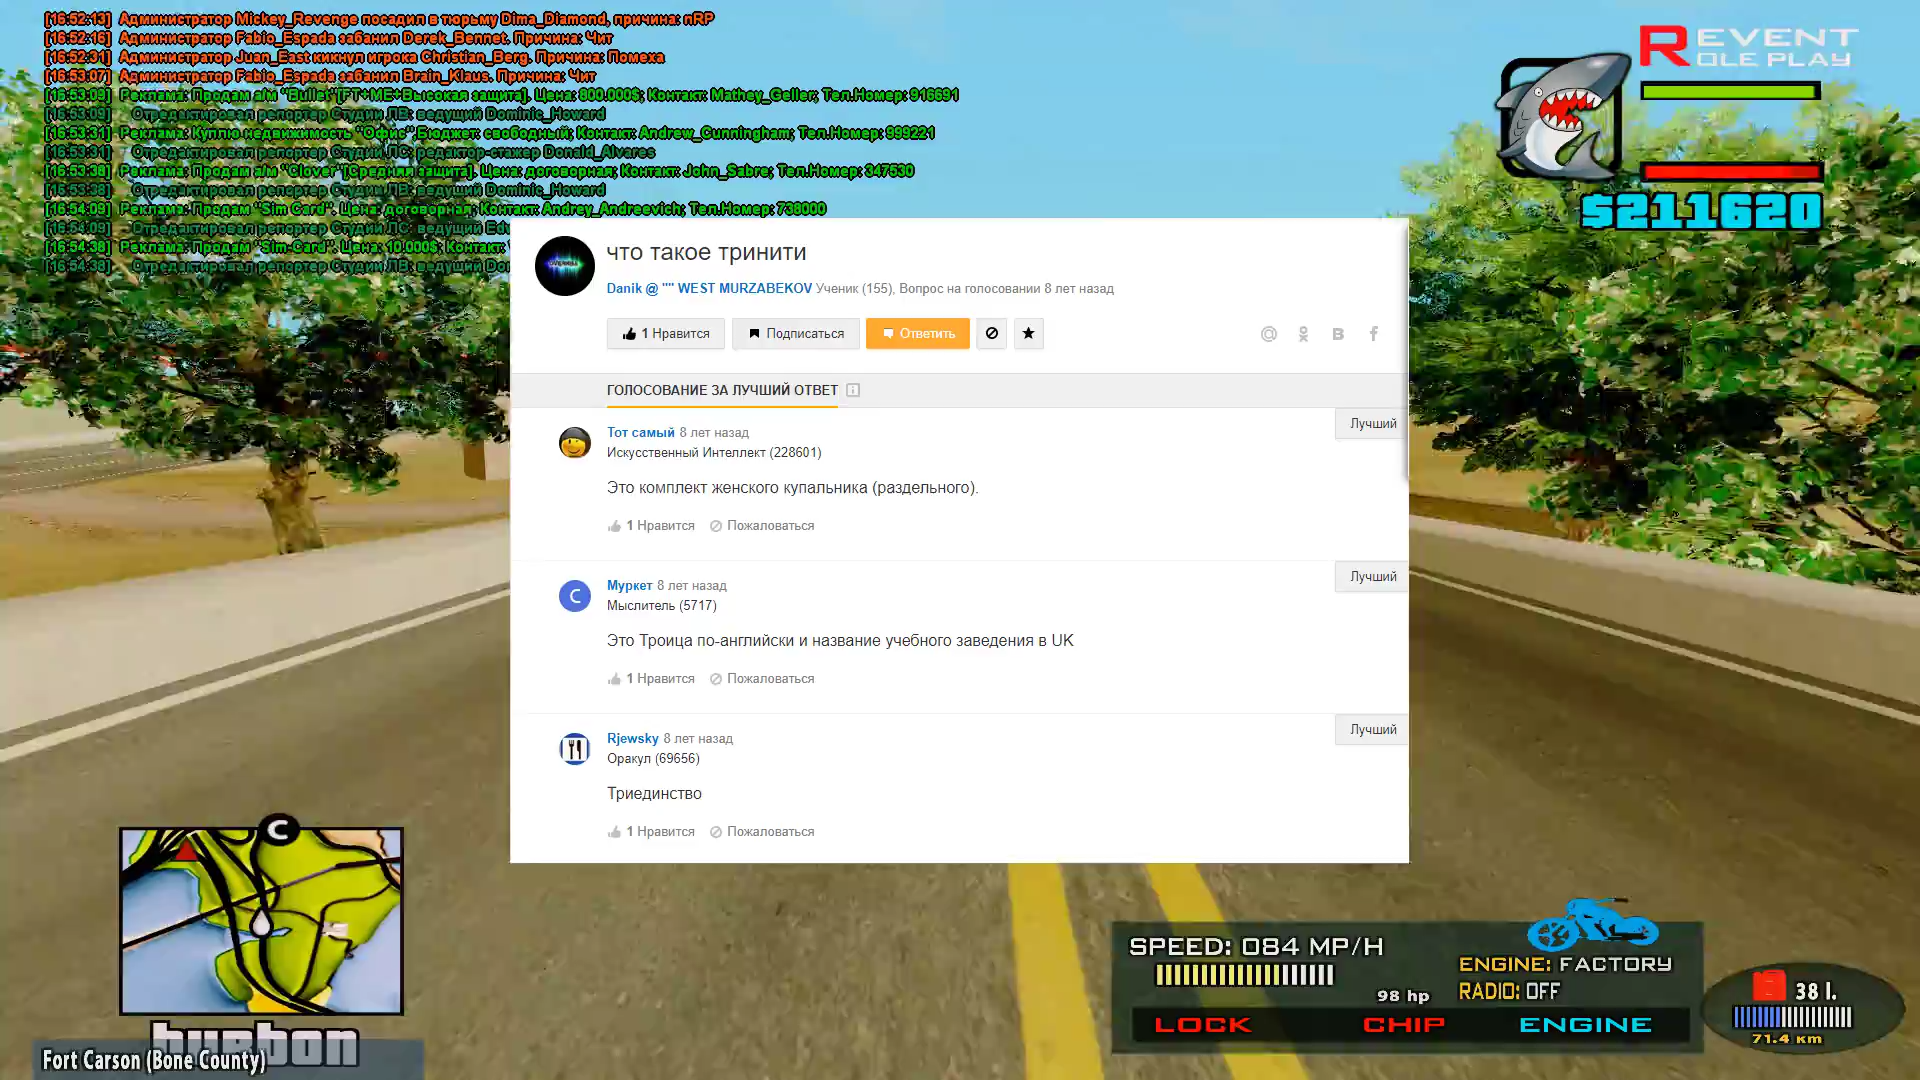 [16:52:13] Администратор Mickey_Revenge посадил в тюрьму Dima_Diamond, причина: nRP
[16:52:16] Администратор Fabio_Espada забанил Derek_Bennet. Причина: Чит
[16:52:31] Администратор Juan_East кикнул игрока Christian_Berg. Причина: Помеха
[16:53:07] Администратор Fabio_Espada забанил Brain_Klaus. Причина: Чит
[16:53:09] Реклама: Продам а/м "Bullet"[FT+ME+Высокая защита]. Цена: 800.000$; Контакт: Mathey_Geller; Тел.Номер: 916691
[16:53:09] Отредактировал репортер Студии ЛВ: ведущий Dominic_Howard
[16:53:31] Реклама: Куплю недвижимость "Офис".Бюджет: свободный; Контакт: Andrew_Cunningham; Тел.Номер: 999221
[16:53:31] Отредактировал репортер Студии ЛС: редактор-стажер Donald_Alvares
[16:53:38] Реклама: Продам а/м "Clover"[Средняя защита]. Цена: договорная; Контакт: John_Sabre; Тел.Номер: 347530
[16:53:38] Отредактировал репортер Студии ЛВ: ведущий Dominic_Howard
[16:54:09] Реклама: Продам "Sim Card". Цена: договорная; Контакт: Andrey_Andreevich; Тел.Номер: 738000
[16:54:09] Отредактировал репортер Студии ЛС: ведущий
[16:54:38] Реклама: Продам "Sim-Card". Цена: 10.000$; Контакт:
[16:54:38] Отредактировал репортер Студии ЛВ: ведущий
REVENT
ROLE PLAY
$211620
что такое тринити
Danik @ "" WEST MURZABEKOV Ученик (155), Вопрос на голосовании 8 лет назад
1 Нравится
Подписаться
Ответить
ГОЛОСОВАНИЕ ЗА ЛУЧШИЙ ОТВЕТ
Лучший
Тот самый 8 лет назад
Искусственный Интеллект (228601)
Это комплект женского купальника (раздельного).
1 Нравится Пожаловаться
Лучший
C
Муркет 8 лет назад
Мыслитель (5717)
Это Троица по-английски и название учебного заведения в UK
1 Нравится Пожаловаться
Лучший
Rjewsky 8 лет назад
Оракул (69656)
Триединство
1 Нравится Пожаловаться
C
Fort Carson (Bone County)
SPEED: 084 MP/H
98 hp
ENGINE: FACTORY
RADIO: OFF
LOCK CHIP ENGINE
38 l.
71.4 км